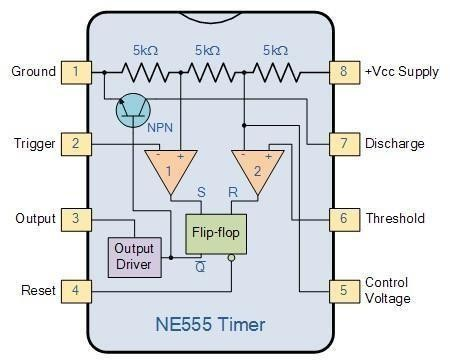 5kΩ 5kΩ 5kΩ
Ground 1 8 +Vcc Supply
NPN
Trigger 2 - + 1 - + 2 7 Discharge
S R
Output 3 Flip-flop 6 Threshold
Output
Driver
Q̅
Reset 4 5 Control
Voltage
NE555 Timer